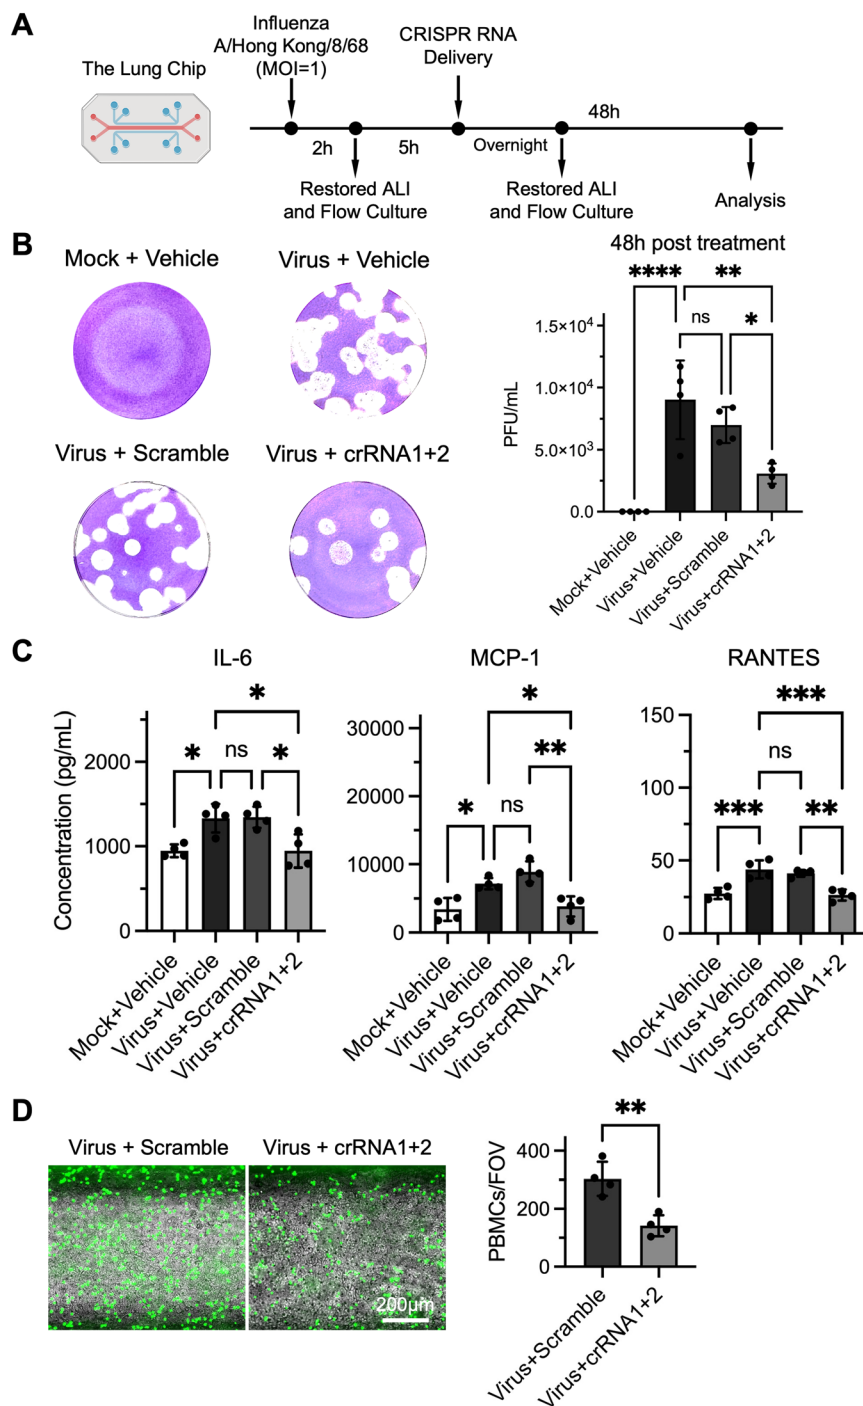 A
The Lung Chip
Influenza
A/Hong Kong/8/68
(MOI=1)
CRISPR RNA
Delivery
2h
5h
Overnight
48h
Restored ALI
and Flow Culture
Restored ALI
and Flow Culture
Analysis
B
Mock + Vehicle
Virus + Vehicle
Virus + Scramble
Virus + crRNA1+2
48h post treatment
**** **
ns *
PFU/mL
1.5×10⁴
1.0×10⁴
5.0×10³
0.0
Mock+Vehicle
Virus+Vehicle
Virus+Scramble
Virus+crRNA1+2
C
IL-6
*
* ns *
Concentration (pg/mL)
2000
1000
0
Mock+Vehicle
Virus+Vehicle
Virus+Scramble
Virus+crRNA1+2
MCP-1
*
**
* ns
30000
20000
10000
0
Mock+Vehicle
Virus+Vehicle
Virus+Scramble
Virus+crRNA1+2
RANTES
***
ns
*** **
150
100
50
0
Mock+Vehicle
Virus+Vehicle
Virus+Scramble
Virus+crRNA1+2
D
Virus + Scramble
Virus + crRNA1+2
200μm
**
PBMCs/FOV
400
200
0
Virus+Scramble
Virus+crRNA1+2